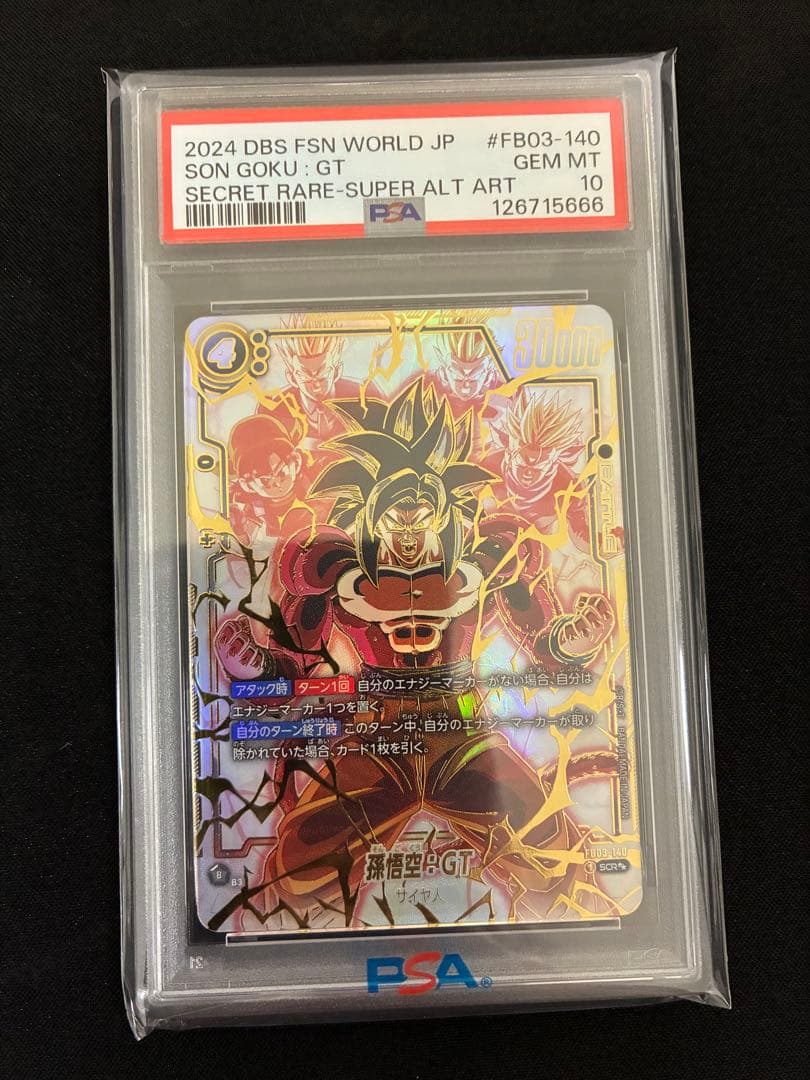 2024 DBS FSN WORLD JP #FB03-140
SON GOKU : GT GEM MT
SECRET RARE-SUPER ALT ART 10
PSA 126715666
4 30000
BATTLE
アタック時 ターン1回 自分のエナジーマーカーがない場合、自分は
エナジーマーカー1つを置く。
自分のターン終了時 このターン中、自分のエナジーマーカーが取り
除かれていた場合、カード1枚を引く。
FB03-140
孫悟空:GT
B B3 1 SCR★★
サイヤ人
PSA®